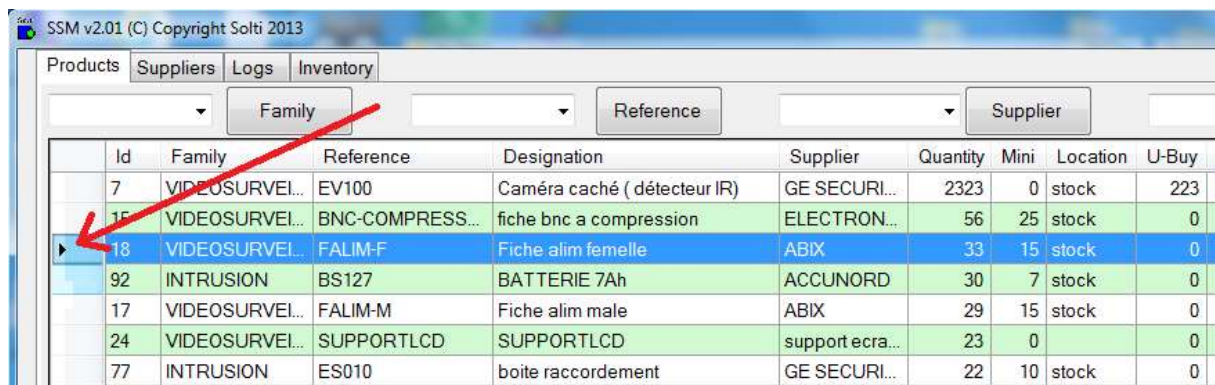 SSM v2.01 (C) Copyright Solti 2013
Products Suppliers Logs Inventory
Family Reference Supplier
Id Family Reference Designation Supplier Quantity Mini Location U-Buy
7 VIDEOSURVEI... EV100 Caméra caché ( détecteur IR) GE SECURI... 2323 0 stock 223
15 VIDEOSURVEI... BNC-COMPRESS... fiche bnc a compression ELECTRON... 56 25 stock 0
18 VIDEOSURVEI... FALIM-F Fiche alim femelle ABIX 33 15 stock 0
92 INTRUSION BS127 BATTERIE 7Ah ACCUNORD 30 7 stock 0
17 VIDEOSURVEI... FALIM-M Fiche alim male ABIX 29 15 stock 0
24 VIDEOSURVEI... SUPPORTLCD SUPPORTLCD support ecra... 23 0 0
77 INTRUSION ES010 boite raccordement GE SECURI... 22 10 stock 0